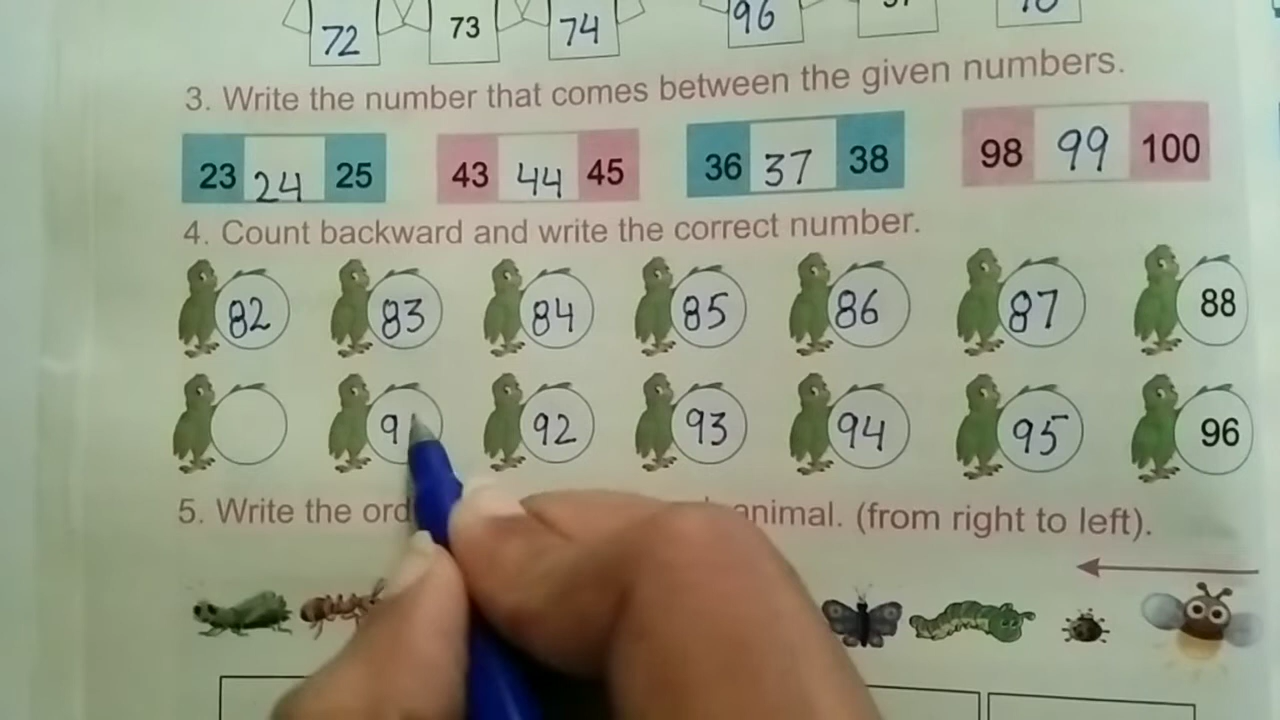 72 73 74 96
3. Write the number that comes between the given numbers.
23 24 25 43 44 45 36 37 38 98 99 100
4. Count backward and write the correct number.
82 83 84 85 86 87 88
9 92 93 94 95 96
5. Write the animal. (from right to left).